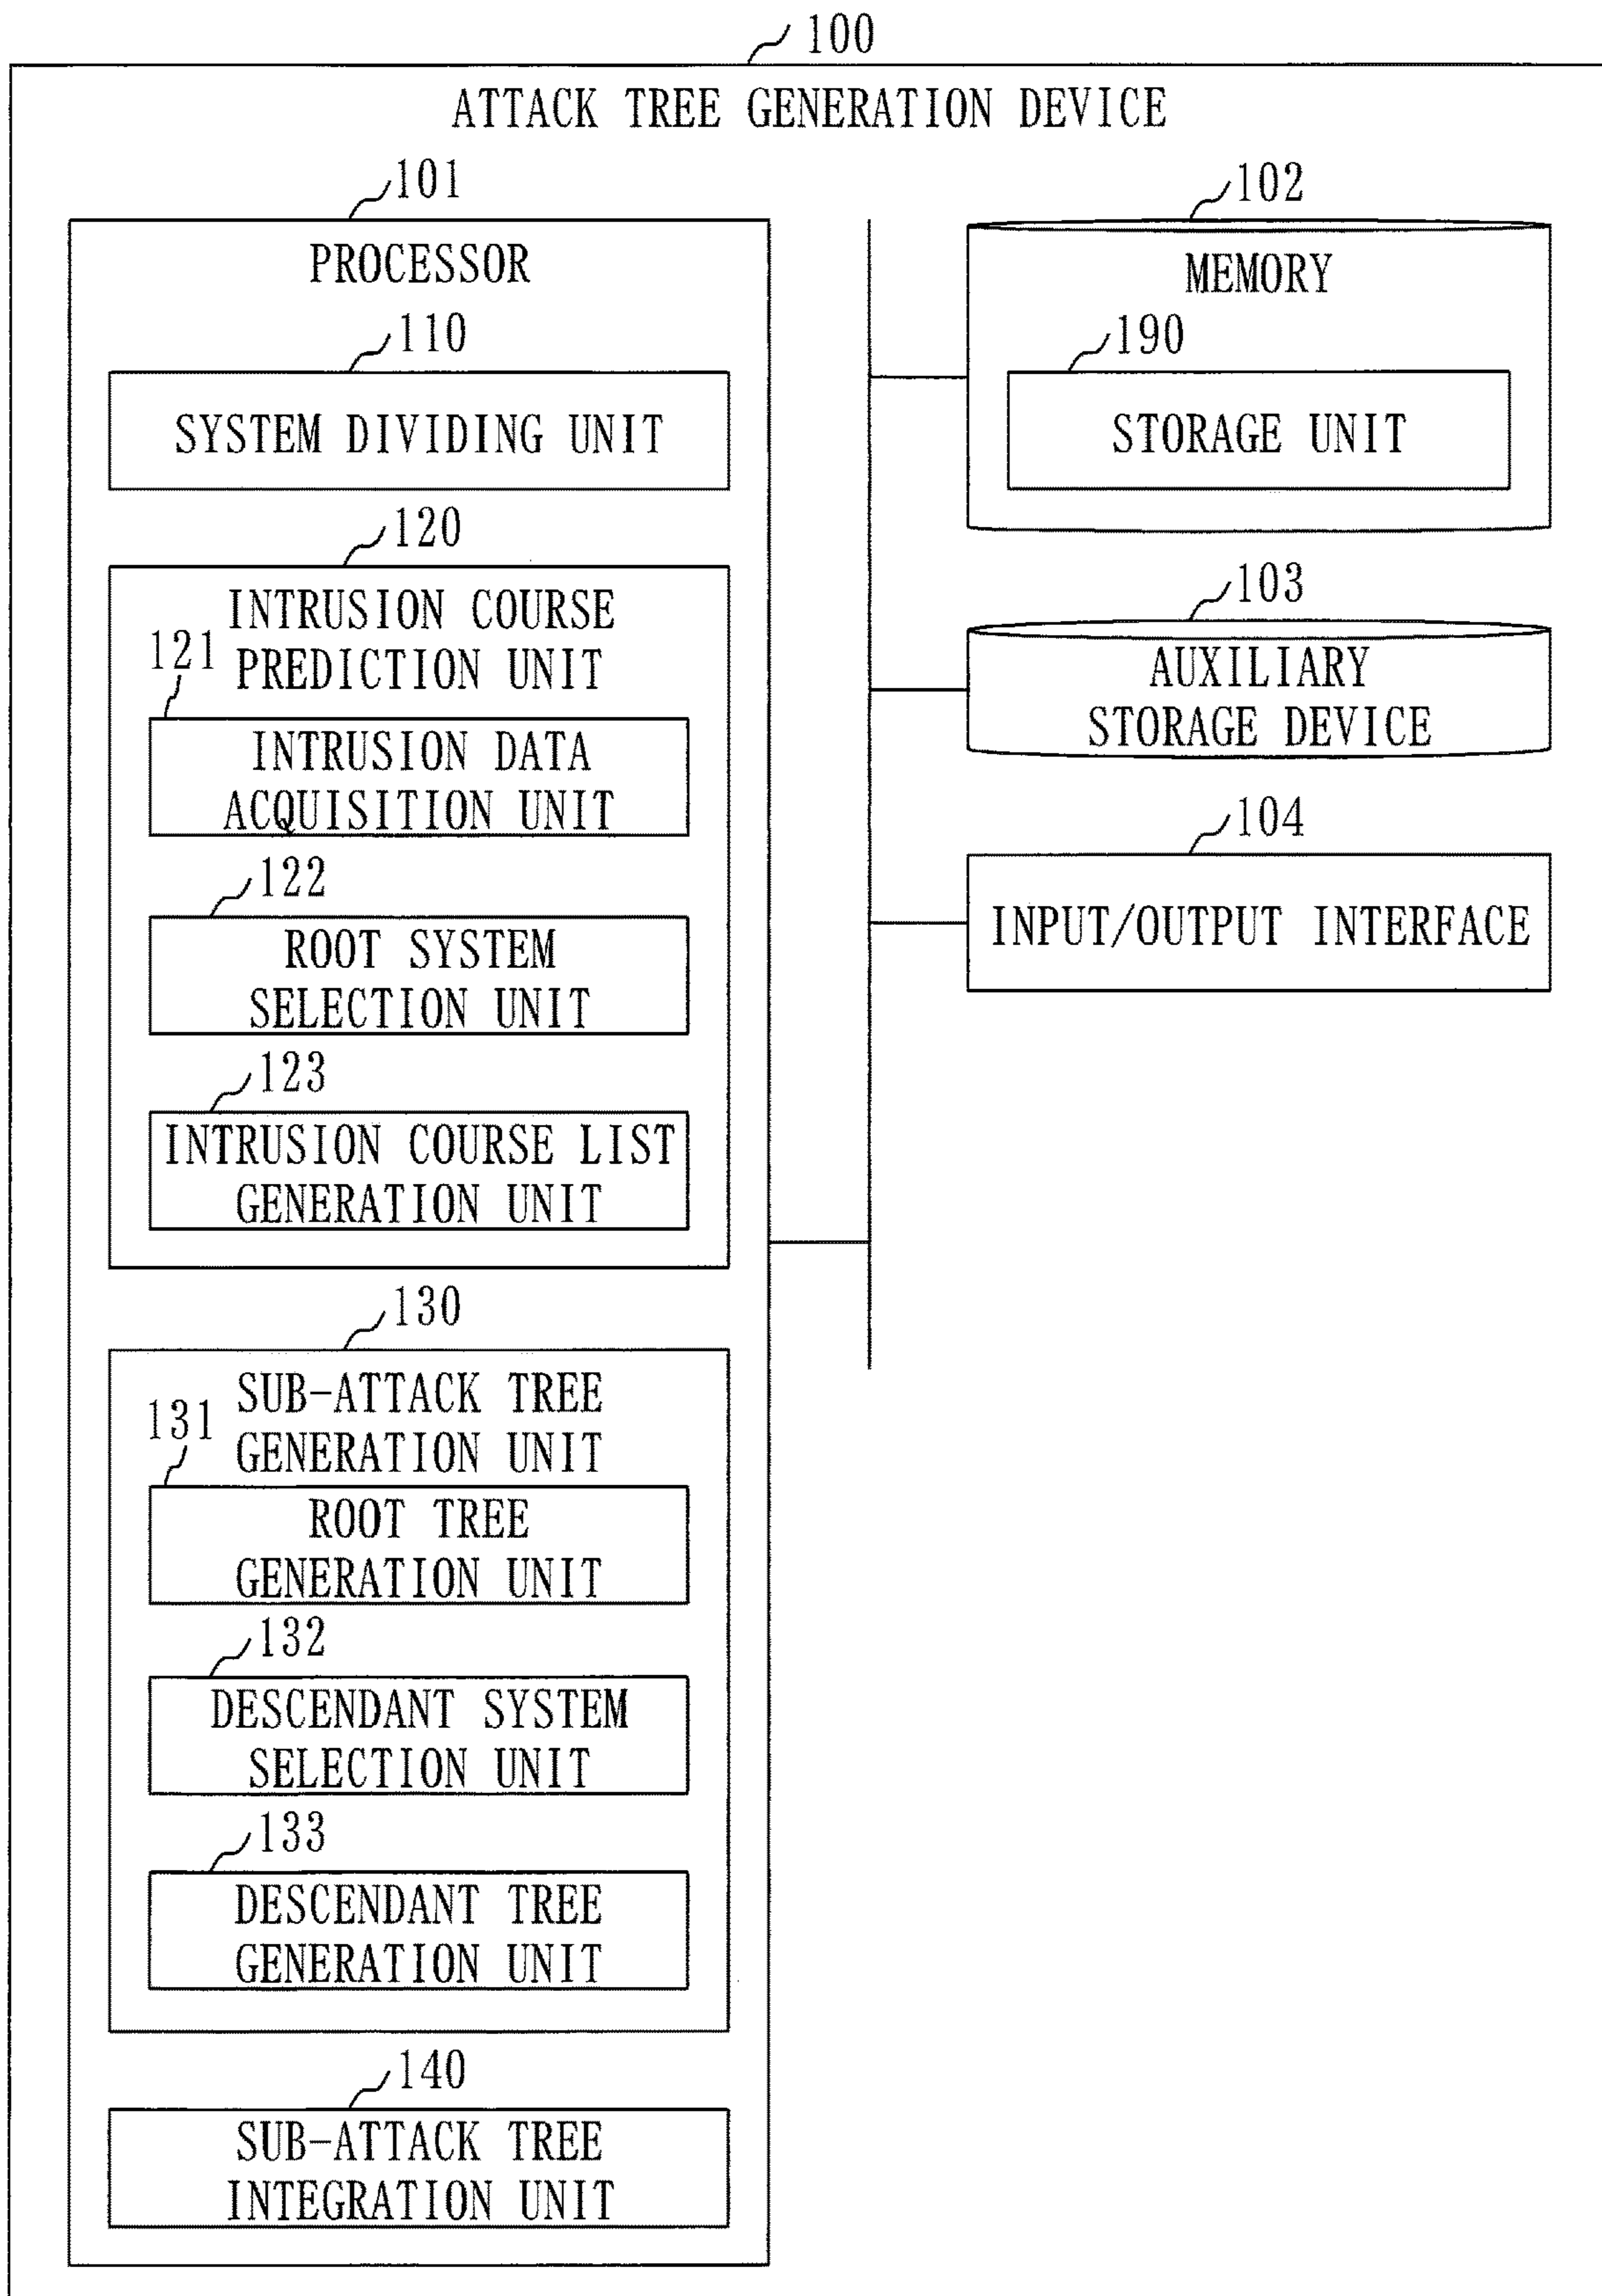 100
ATTACK TREE GENERATION DEVICE
101
PROCESSOR
110
SYSTEM DIVIDING UNIT
120
INTRUSION COURSE
PREDICTION UNIT
121
INTRUSION DATA
ACQUISITION UNIT
122
ROOT SYSTEM
SELECTION UNIT
123
INTRUSION COURSE LIST
GENERATION UNIT
130
SUB-ATTACK TREE
GENERATION UNIT
131
ROOT TREE
GENERATION UNIT
132
DESCENDANT SYSTEM
SELECTION UNIT
133
DESCENDANT TREE
GENERATION UNIT
140
SUB-ATTACK TREE
INTEGRATION UNIT
102
MEMORY
190
STORAGE UNIT
103
AUXILIARY
STORAGE DEVICE
104
INPUT/OUTPUT INTERFACE